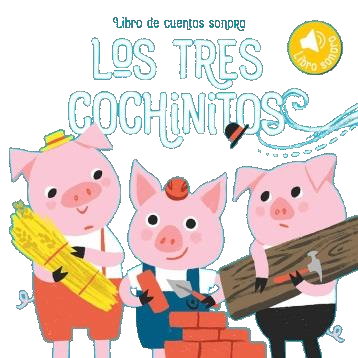 Libro de cuentos sonoro
LOS TRES
COCHINITOS
Libro sonoro